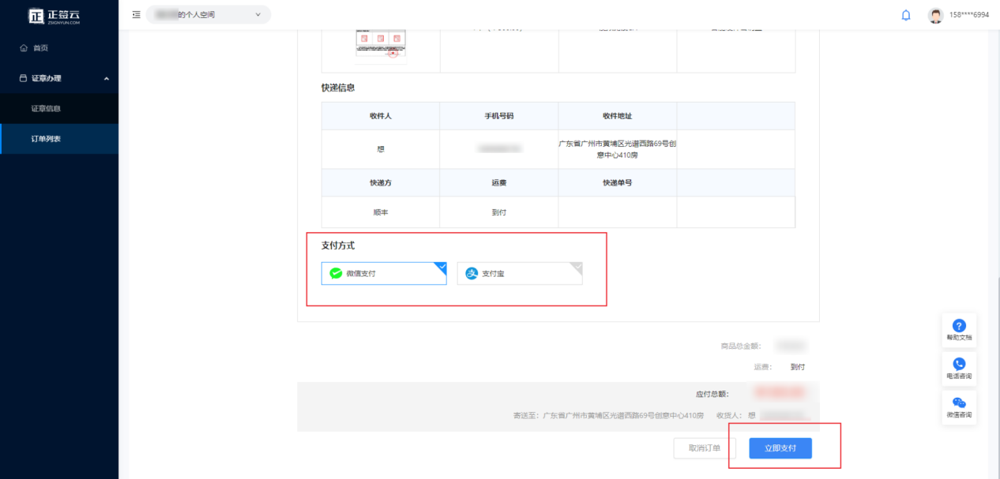 正签云
ZSIGNYUN.COM
的个人空间
158****6994
首页
证章办理
证章信息
订单列表
快递信息
收件人
手机号码
收件地址
想
广东省广州市黄埔区光谱西路69号创
意中心410房
快递方
运费
快递单号
顺丰
到付
支付方式
微信支付
支付宝
帮助文档
电话咨询
微信咨询
商品总金额：
运费：
到付
应付总额：
寄送至：广东省广州市黄埔区光谱西路69号创意中心410房
收货人：想
取消订单
立即支付